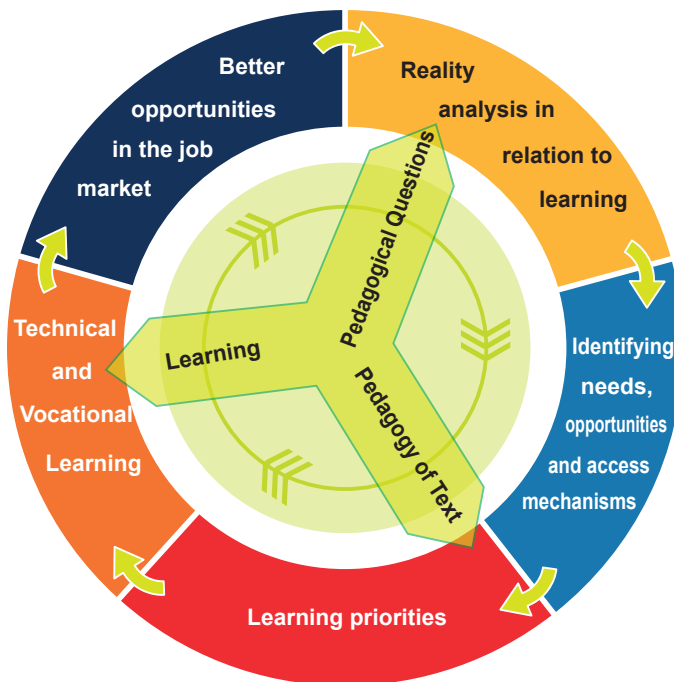 Better
opportunities
in the job
market
Reality
analysis in
relation to
learning
Identifying
needs,
opportunities
and access
mechanisms
Learning priorities
Technical
and
Vocational
Learning
Pedagogical Questions
Learning
Pedagogy of Text